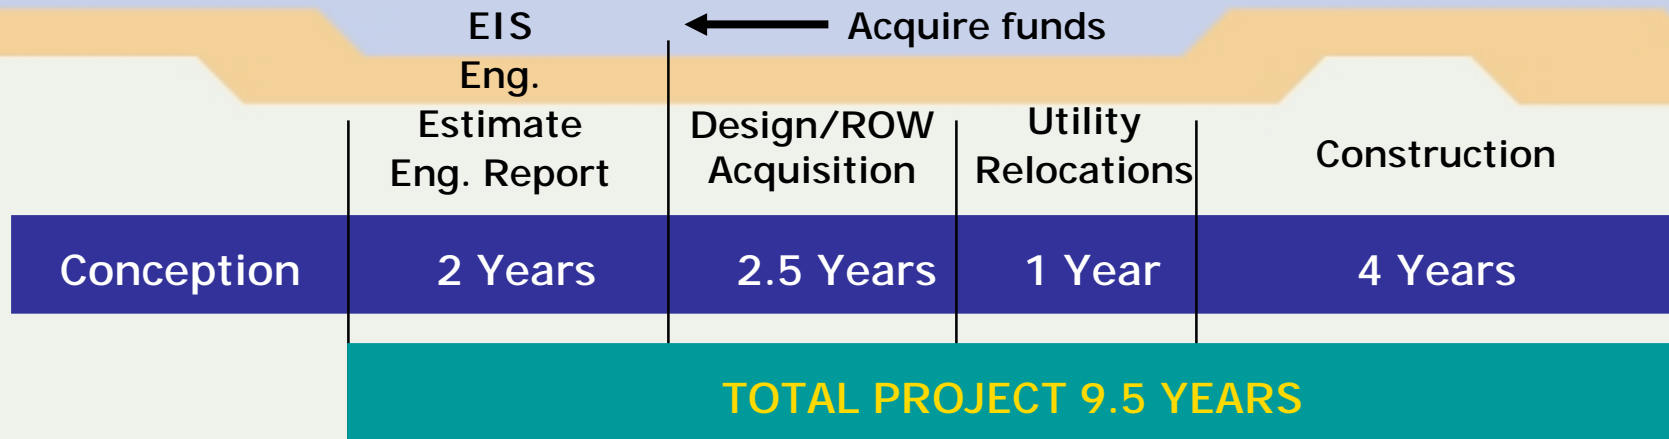 EIS
Eng.
Estimate
Eng. Report
Acquire funds
Design/ROW
Acquisition
Utility
Relocations
Construction
Conception
2 Years
2.5 Years
1 Year
4 Years
TOTAL PROJECT 9.5 YEARS